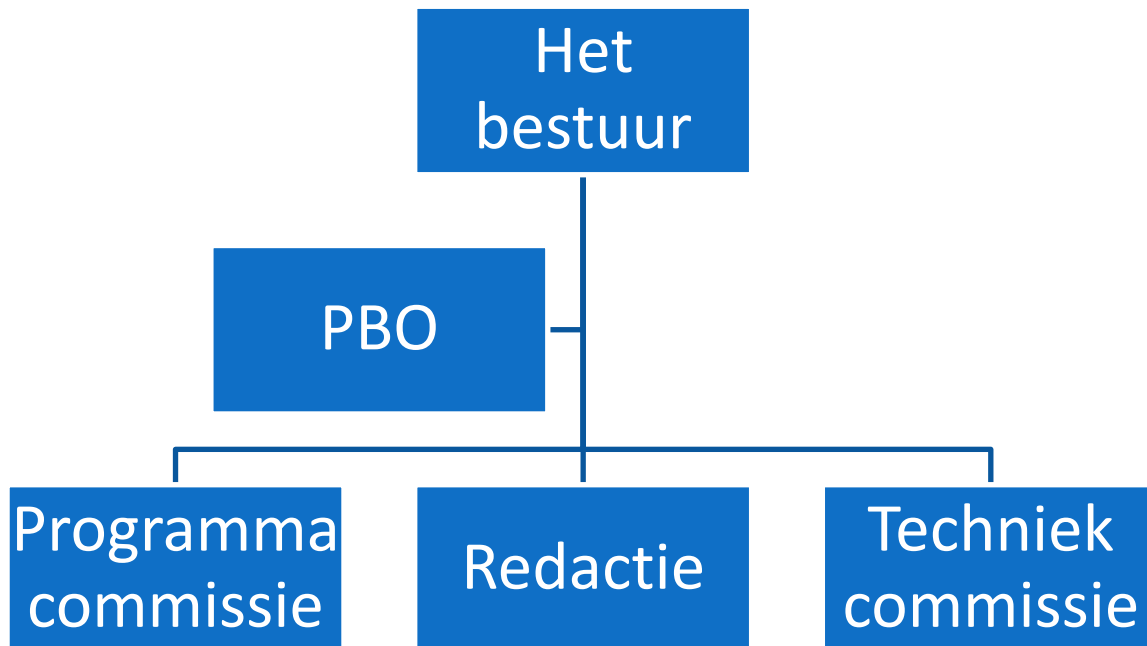 Het
bestuur
PBO
Programma
commissie
Redactie
Techniek
commissie